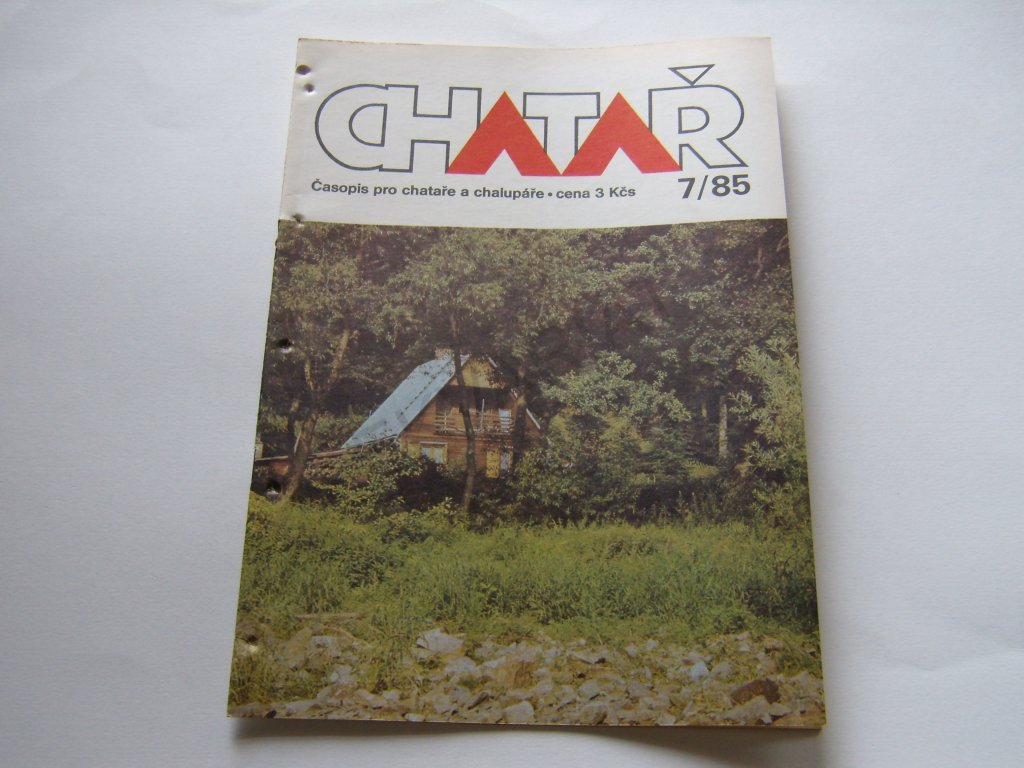 CHATAŘ
Časopis pro chataře a chalupáře • cena 3 Kčs
7/85